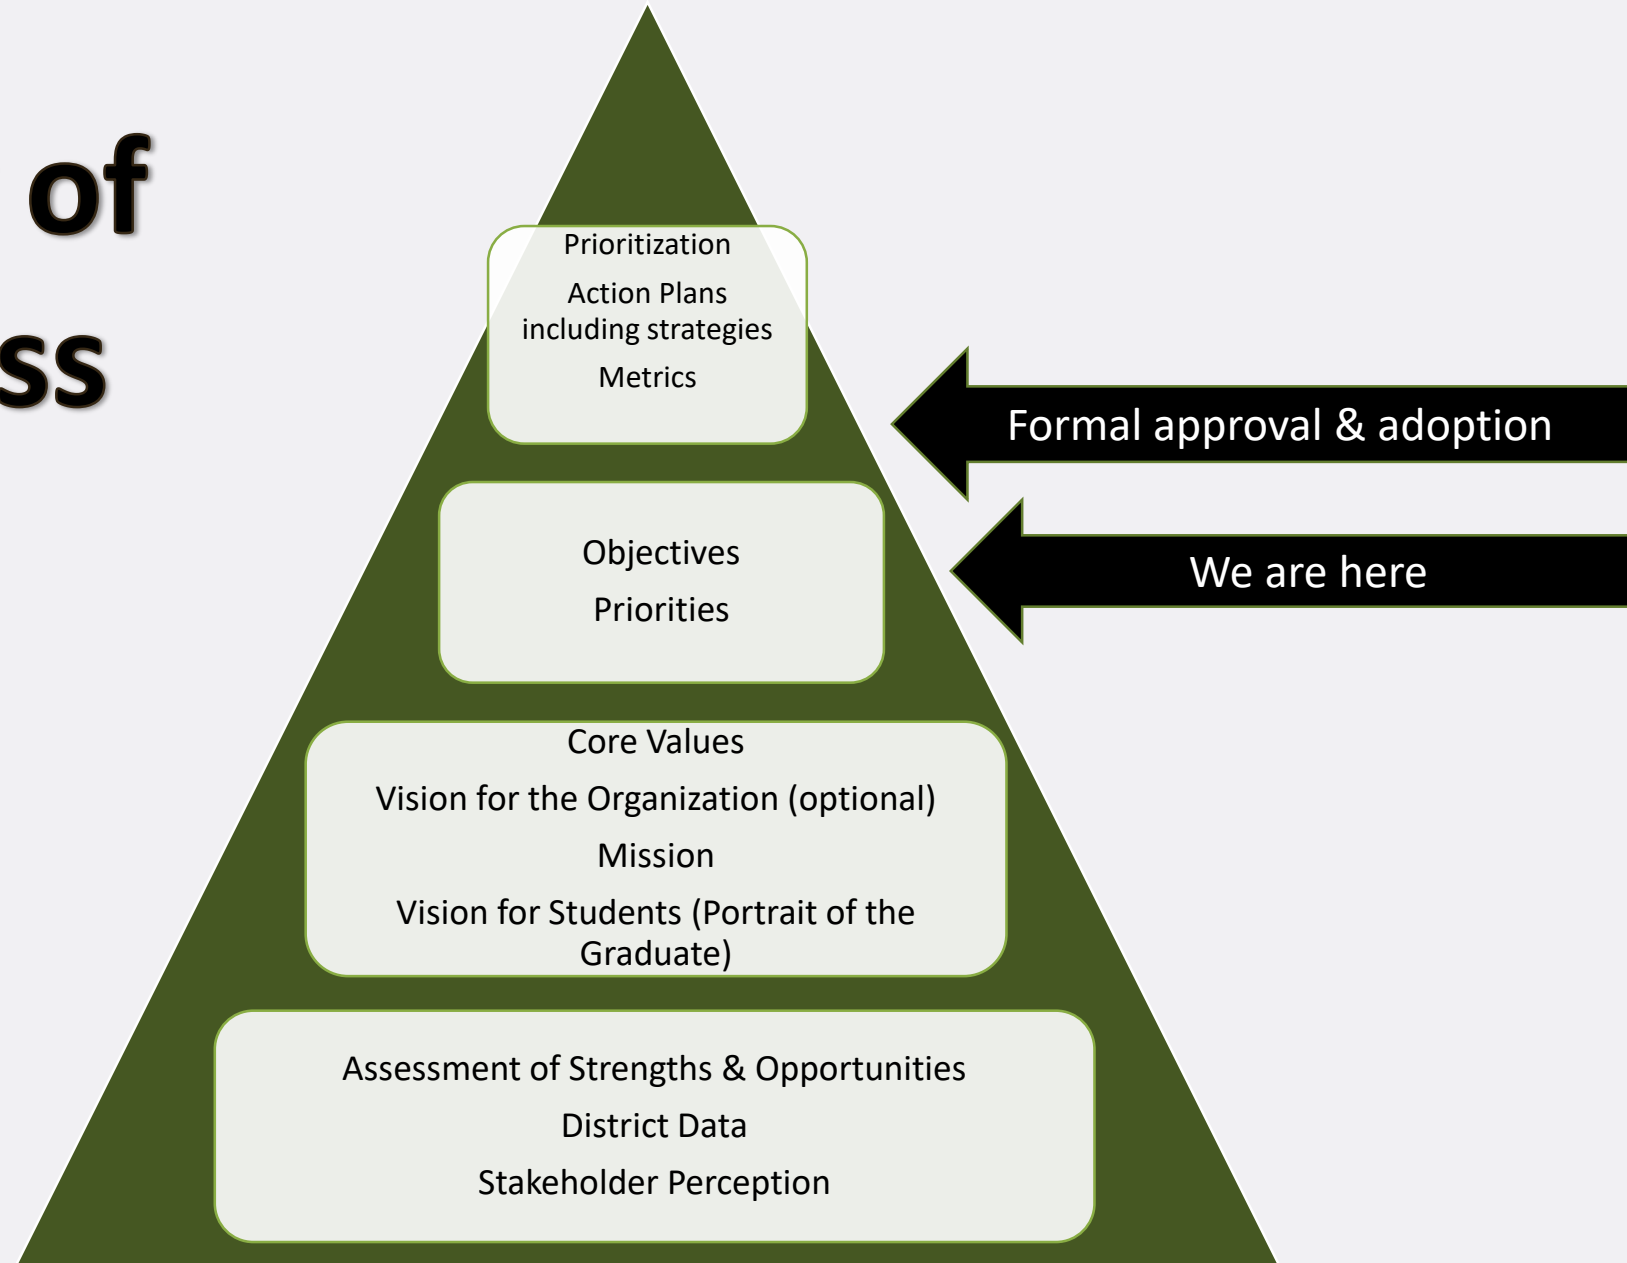 of
ss
Prioritization
Action Plans
including strategies
Metrics
Formal approval & adoption
Objectives
Priorities
We are here
Core Values
Vision for the Organization (optional)
Mission
Vision for Students (Portrait of the
Graduate)
Assessment of Strengths & Opportunities
District Data
Stakeholder Perception